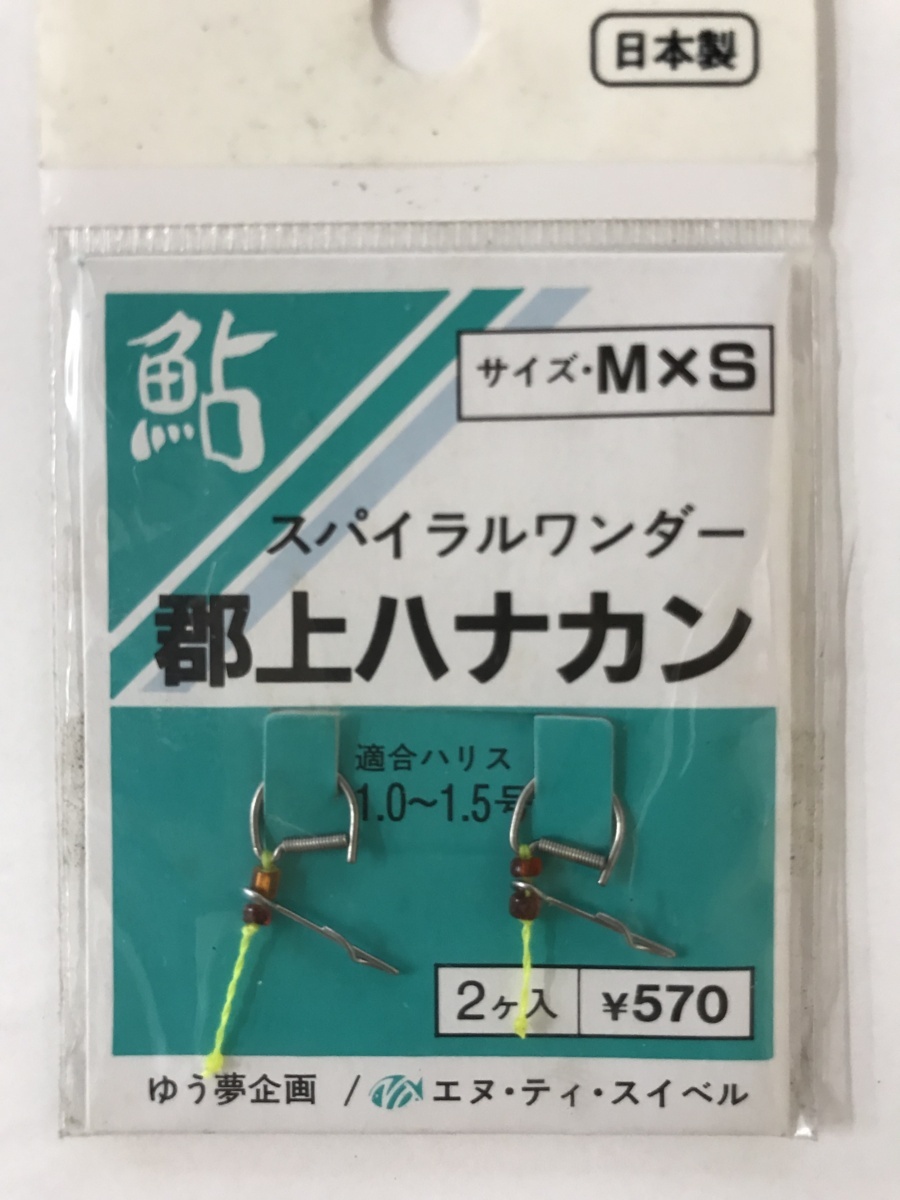 日本製
鮎
サイズ・M×S
スパイラルワンダー
郡上ハナカン
適合ハリス
1.0〜1.5号
2ヶ入 ¥570
ゆう夢企画 / エヌ・ティ・スイベル